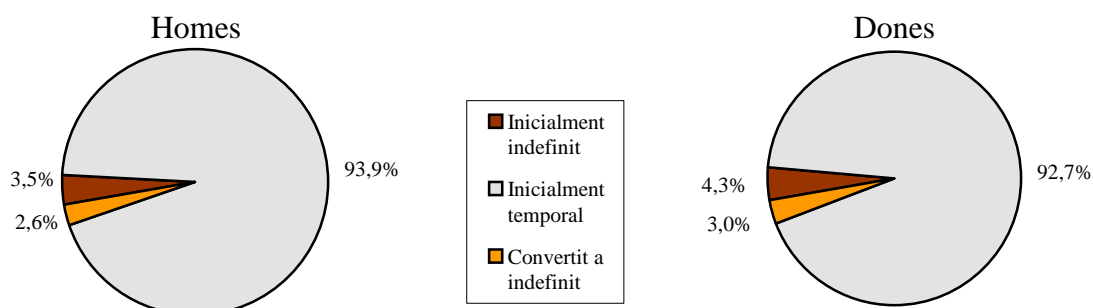 Homes
Dones
3,5%
2,6%
93,9%
Inicialment
indefinit
Inicialment
temporal
Convertit a
indefinit
4,3%
3,0%
92,7%